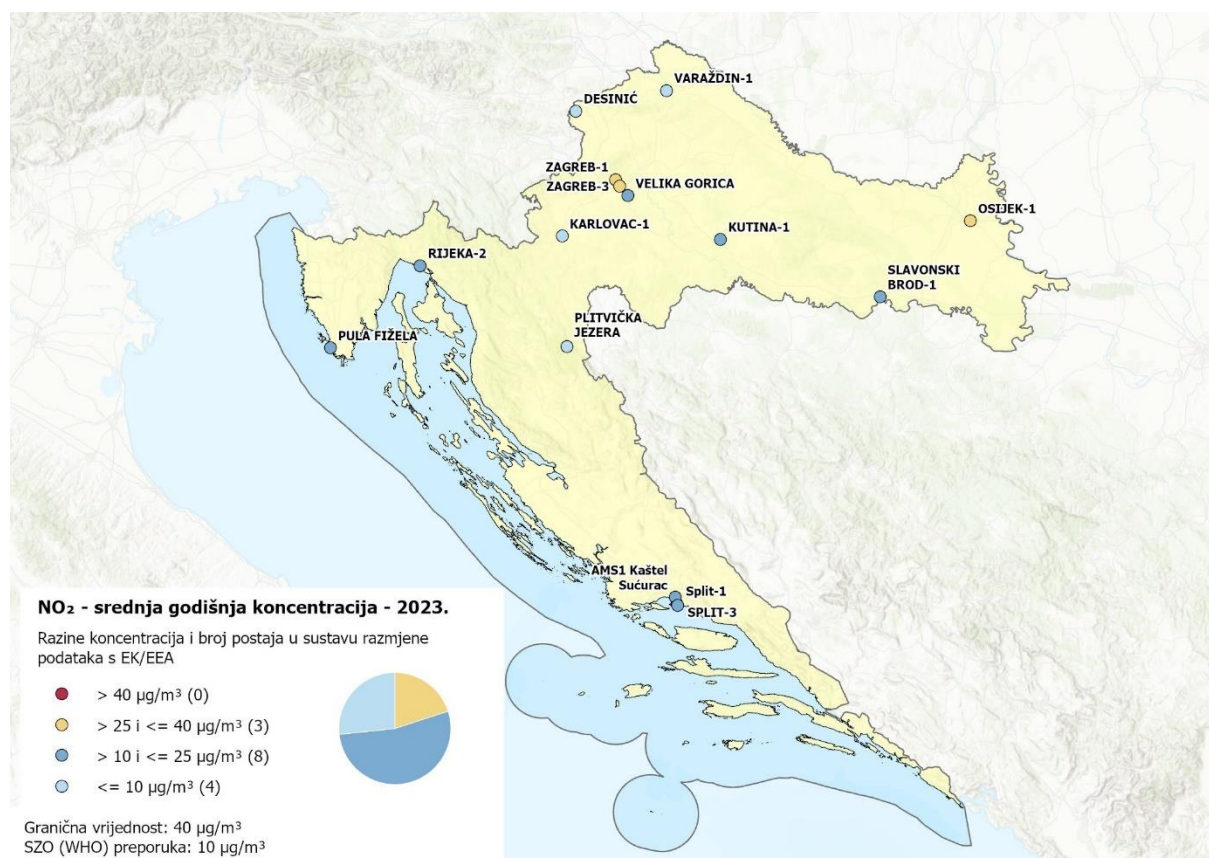 VARAŽDIN-1
DESINIĆ
ZAGREB-1
ZAGREB-3
VELIKA GORICA
OSIJEK-1
KARLOVAC-1
KUTINA-1
RIJEKA-2
SLAVONSKI
BROD-1
PLITVIČKA
JEZERA
PULA FIŽELA
AMS1 Kaštel
Sućurac
Split-1
SPLIT-3
NO₂ - srednja godišnja koncentracija - 2023.
Razine koncentracija i broj postaja u sustavu razmjene
podataka s EK/EEA
> 40 µg/m³ (0)
> 25 i <= 40 µg/m³ (3)
> 10 i <= 25 µg/m³ (8)
<= 10 µg/m³ (4)
Granična vrijednost: 40 µg/m³
SZO (WHO) preporuka: 10 µg/m³